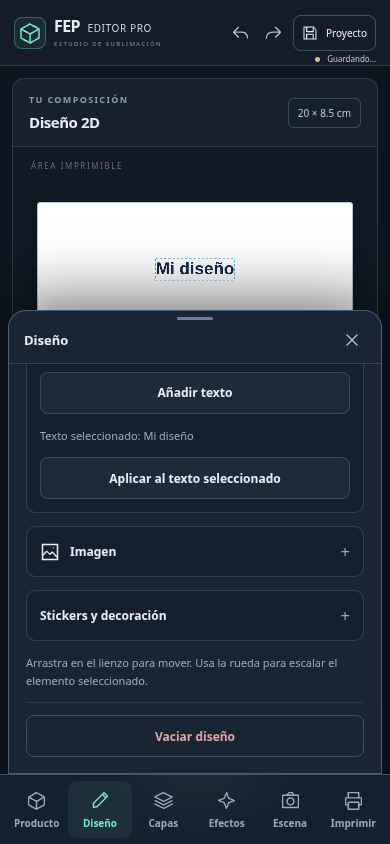 FEP EDITOR PRO
ESTUDIO DE SUBLIMACIÓN
Proyecto
Guardando...
TU COMPOSICIÓN
Diseño 2D
20 × 8.5 cm
ÁREA IMPRIMIBLE
Mi diseño
Diseño
Añadir texto
Texto seleccionado: Mi diseño
Aplicar al texto seleccionado
Imagen
+
Stickers y decoración
+
Arrastra en el lienzo para mover. Usa la rueda para escalar el
elemento seleccionado.
Vaciar diseño
Producto
Diseño
Capas
Efectos
Escena
Imprimir